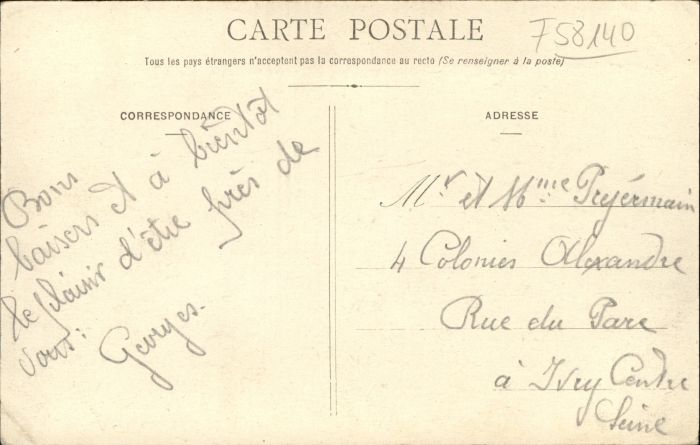 CARTE POSTALE
F58140
Tous les pays étrangers n'acceptent pas la correspondance au recto (Se renseigner à la poste)
CORRESPONDANCE
Bons
baisers et à bientôt
le plaisir d'être près de
vous.
Georges.
ADRESSE
Mr et Mme Preyermain
4 Colonies Alexandre
Rue du Parc
à Ivry Centre
Seine